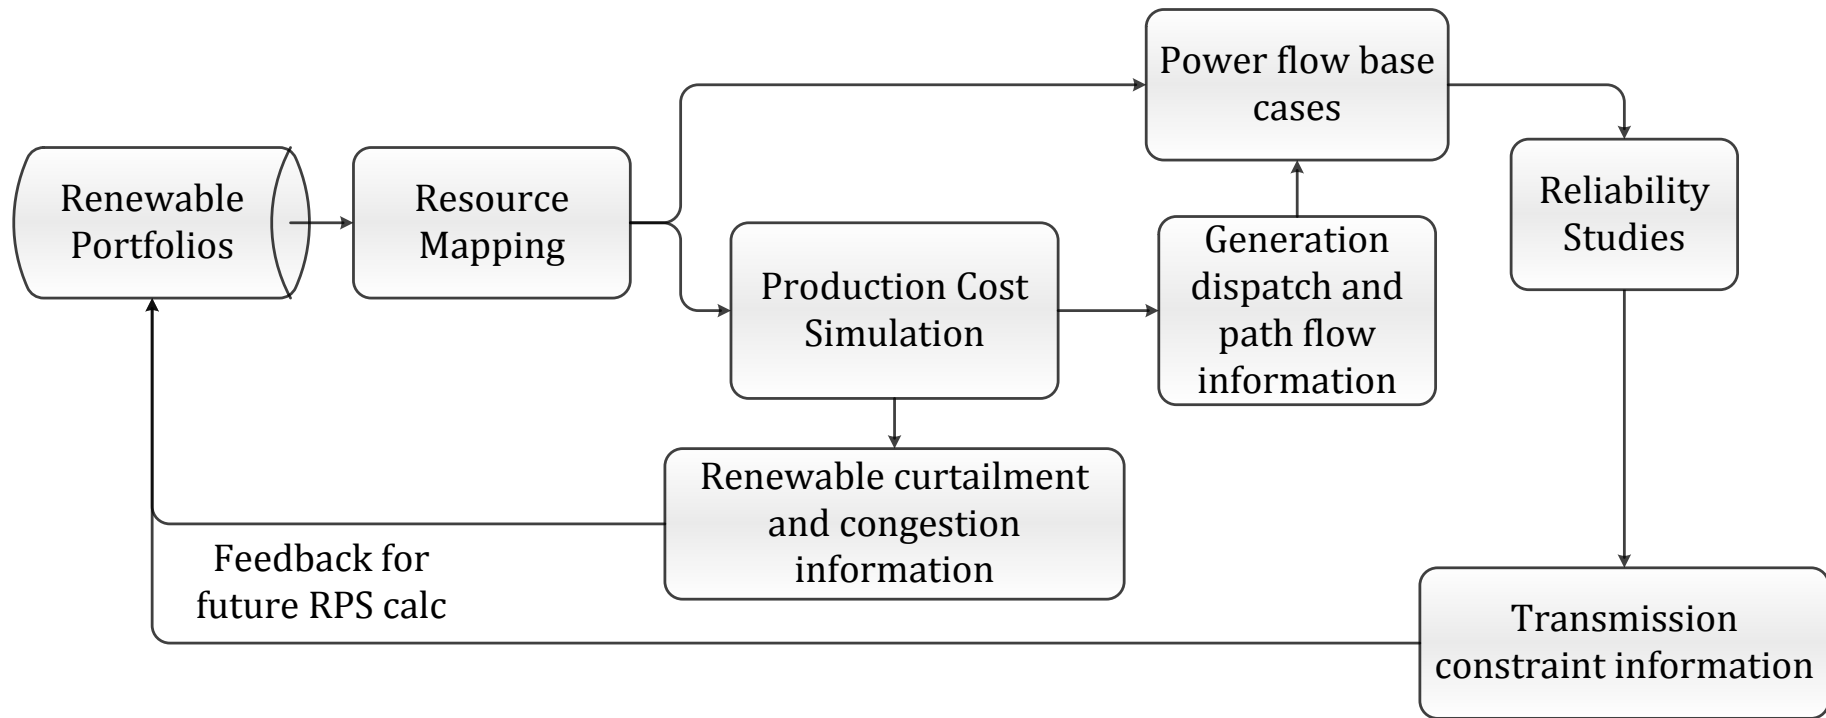 Power flow base
cases
Renewable
Portfolios
Resource
Mapping
Reliability
Studies
Production Cost
Simulation
Generation
dispatch and
path flow
information
Renewable curtailment
and congestion
information
Feedback for
future RPS calc
Transmission
constraint information